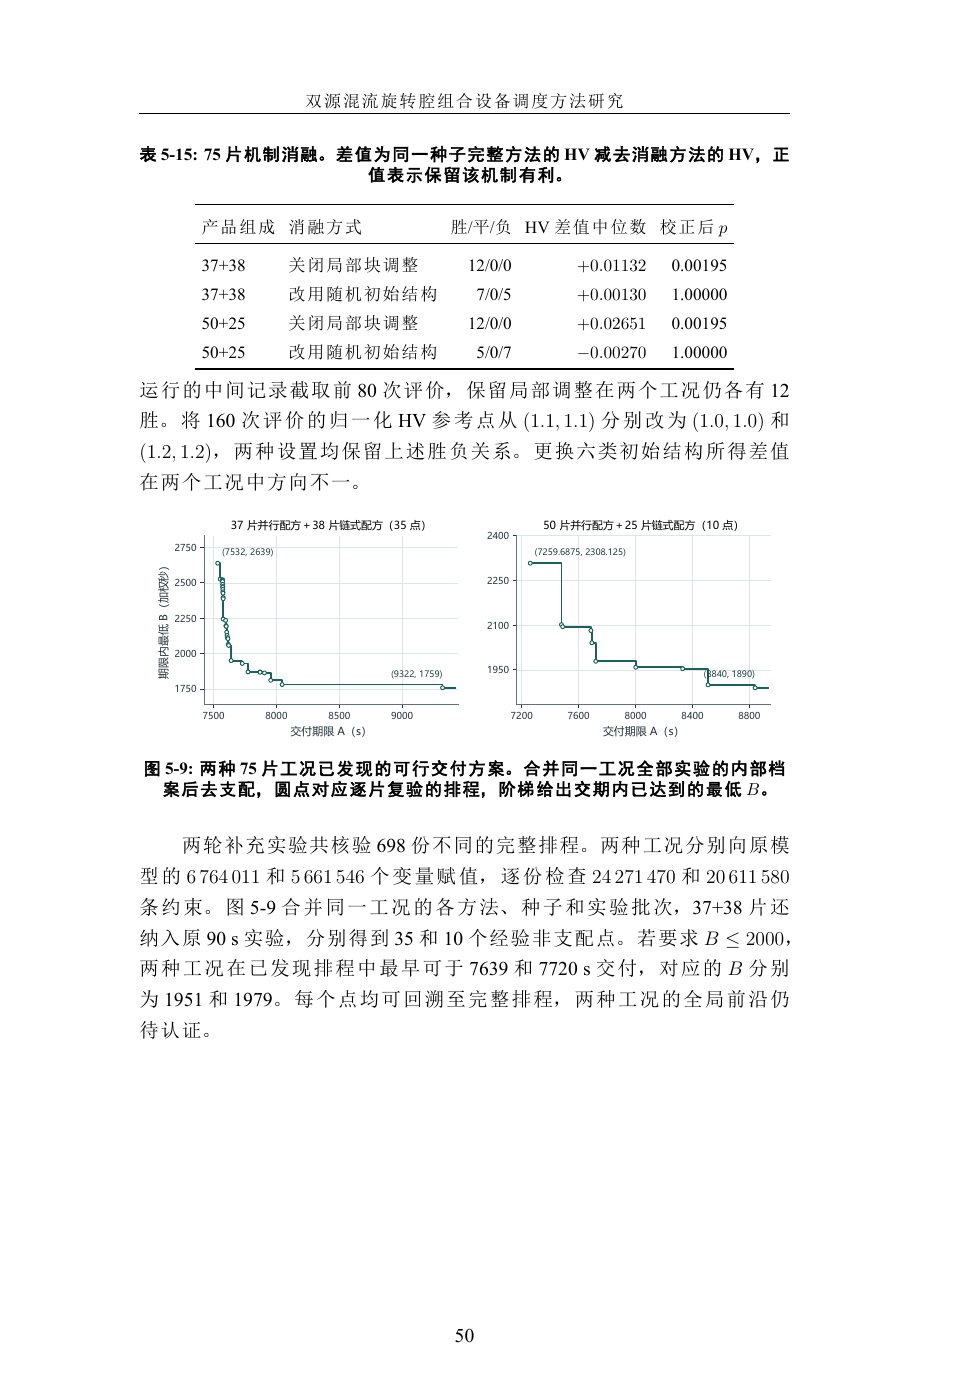 双源混流旋转腔组合设备调度方法研究
表 5-15: 75 片机制消融。差值为同一种子完整方法的 HV 减去消融方法的 HV，正
值表示保留该机制有利。
产品组成 消融方式 胜/平/负 HV 差值中位数 校正后 p
37+38 关闭局部块调整 12/0/0 +0.01132 0.00195
37+38 改用随机初始结构 7/0/5 +0.00130 1.00000
50+25 关闭局部块调整 12/0/0 +0.02651 0.00195
50+25 改用随机初始结构 5/0/7 −0.00270 1.00000
运行的中间记录截取前 80 次评价，保留局部调整在两个工况仍各有 12
胜。将 160 次评价的归一化 HV 参考点从 (1.1, 1.1) 分别改为 (1.0, 1.0) 和
(1.2, 1.2)，两种设置均保留上述胜负关系。更换六类初始结构所得差值
在两个工况中方向不一。
37 片并行配方 + 38 片链式配方（35 点）
期限内最低 B（加权秒）
2750
2500
2250
2000
1750
(7532, 2639)
(9322, 1759)
7500 8000 8500 9000
交付期限 A（s）
50 片并行配方 + 25 片链式配方（10 点）
2400
2250
2100
1950
(7259.6875, 2308.125)
(8840, 1890)
7200 7600 8000 8400 8800
交付期限 A（s）
图 5-9: 两种 75 片工况已发现的可行交付方案。合并同一工况全部实验的内部档
案后去支配，圆点对应逐片复验的排程，阶梯给出交期内已达到的最低 B。
两轮补充实验共核验 698 份不同的完整排程。两种工况分别向原模
型的 6 764 011 和 5 661 546 个变量赋值，逐份检查 24 271 470 和 20 611 580
条约束。图 5-9 合并同一工况的各方法、种子和实验批次，37+38 片还
纳入原 90 s 实验，分别得到 35 和 10 个经验非支配点。若要求 B ≤ 2000，
两种工况在已发现排程中最早可于 7639 和 7720 s 交付，对应的 B 分别
为 1951 和 1979。每个点均可回溯至完整排程，两种工况的全局前沿仍
待认证。
50